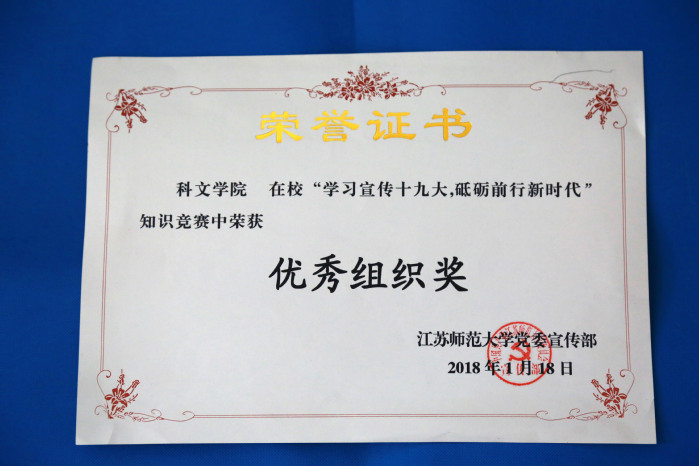 荣誉证书
科文学院 在校“学习宣传十九大,砥砺前行新时代”
知识竞赛中荣获
优秀组织奖
江苏师范大学党委宣传部
2018年1月18日